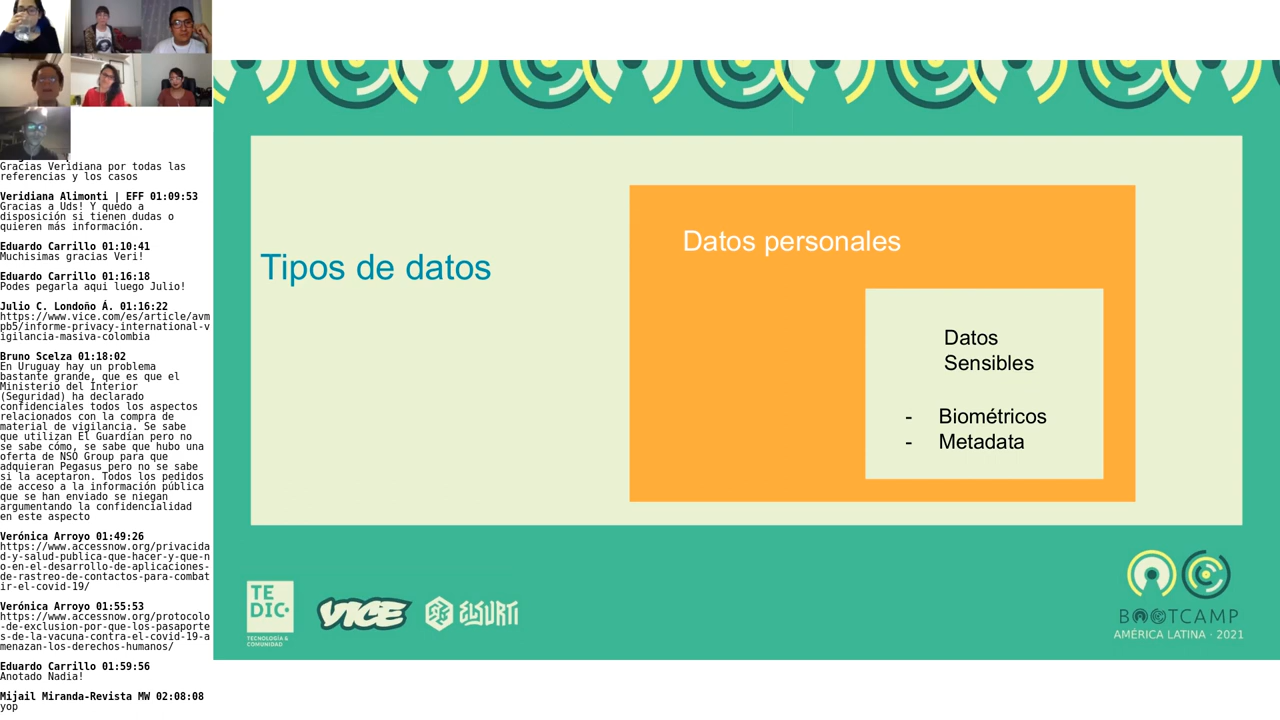 Gracias Veridiana por todas las
referencias y los casos
Veridiana Alimonti | EFF 01:09:53
Gracias a Uds! Y quedo a
disposición si tienen dudas o
quieren más información.
Eduardo Carrillo 01:10:41
Muchísimas gracias Veri!
Eduardo Carrillo 01:16:18
Podes pegarla aqui luego Julio!
Julio C. Londoño Á. 01:16:22
https://www.vice.com/es/article/avm
pb5/informe-privacy-international-v
igilancia-masiva-colombia
Bruno Scelza 01:18:02
En Uruguay hay un problema
bastante grande, que es que el
Ministerio del Interior
(Seguridad) ha declarado
confidenciales todos los aspectos
relacionados con la compra de
material de vigilancia. Se sabe
que utilizan El Guardían pero no
se sabe cómo, se sabe que hubo una
oferta de NSO Group para que
adquieran Pegasus pero no se sabe
si la aceptaron. Todos los pedidos
de acceso a la información pública
que se han enviado se niegan
argumentando la confidencialidad
en este aspecto
Verónica Arroyo 01:49:26
https://www.accessnow.org/privacida
d-y-salud-publica-que-hacer-y-que-n
o-en-el-desarrollo-de-aplicaciones-
de-rastreo-de-contactos-para-combat
ir-el-covid-19/
Verónica Arroyo 01:55:53
https://www.accessnow.org/protocolo
-de-exclusion-por-que-los-pasaporte
s-de-la-vacuna-contra-el-covid-19-a
menazan-los-derechos-humanos/
Eduardo Carrillo 01:59:56
Anotado Nadia!
Mijail Miranda-Revista MW 02:08:08
yop
Tipos de datos
Datos personales
Datos
Sensibles
- Biométricos
- Metadata
TE
DIC
TECNOLOGÍA &
COMUNIDAD
VICE
ELSURTI
BOOTCAMP
AMÉRICA LATINA · 2021